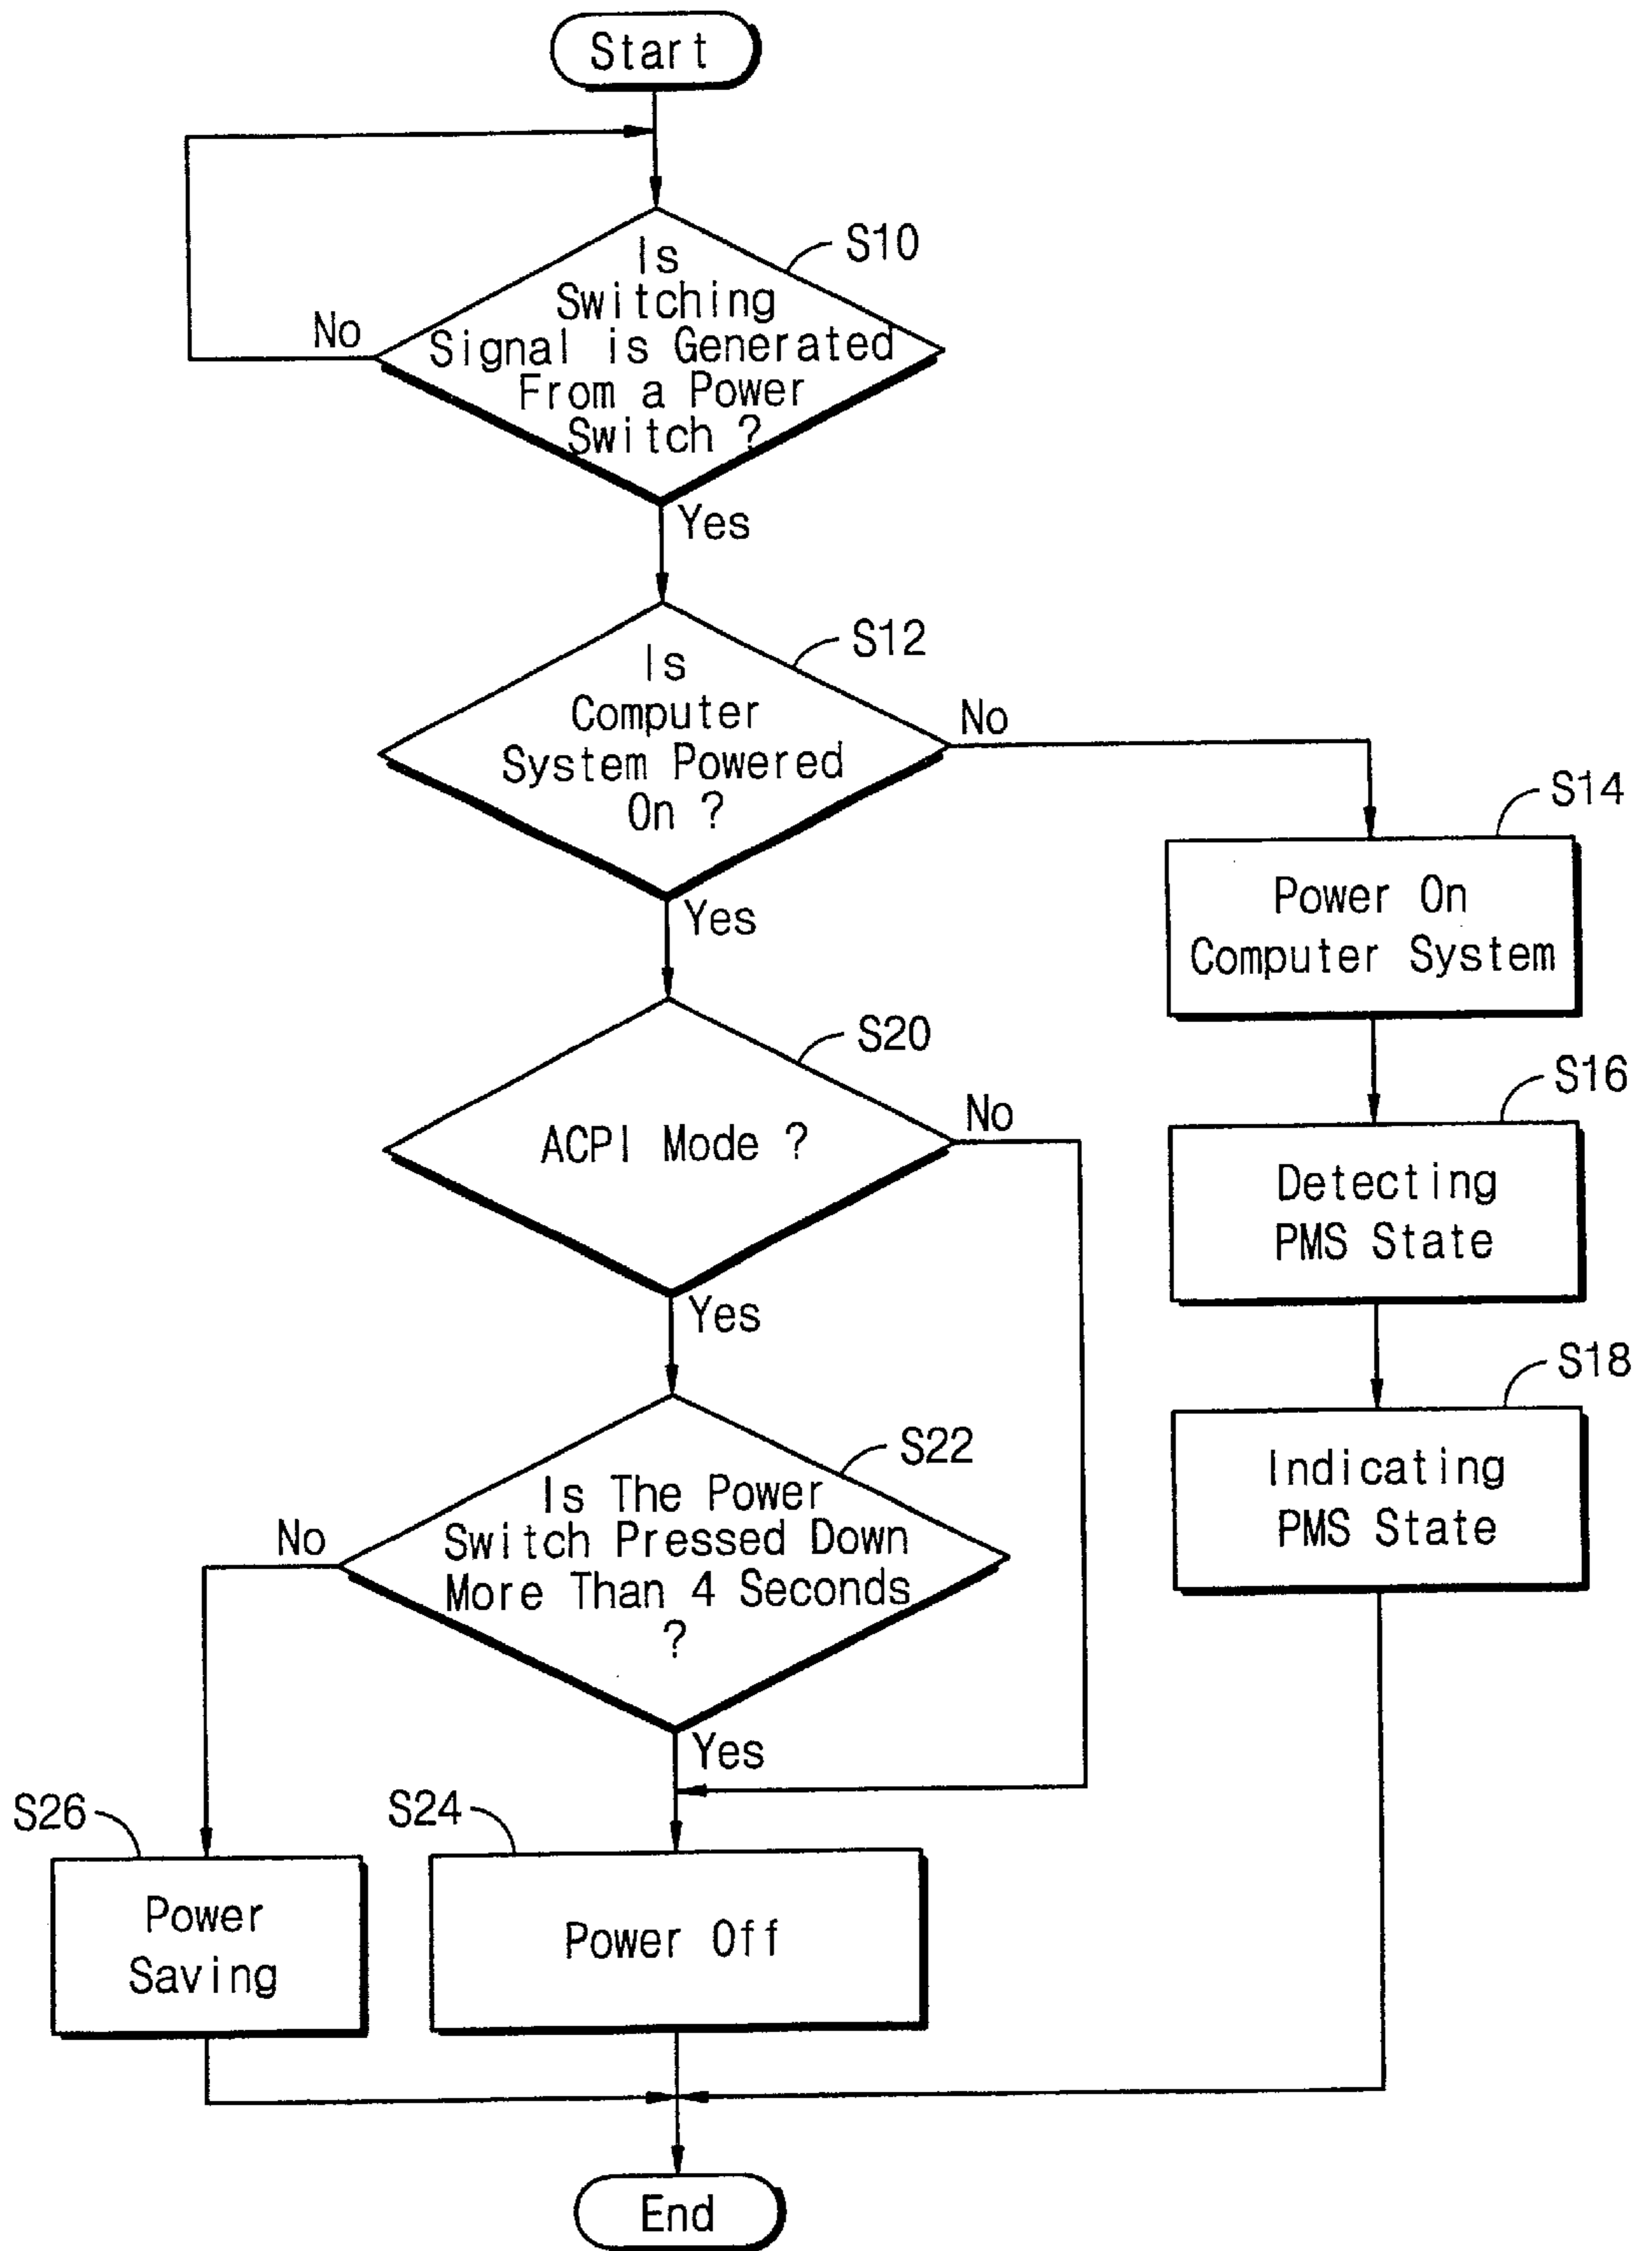 Start
S10
Is
Switching
Signal is Generated
From a Power
Switch ?
No
Yes
S12
Is
Computer
System Powered
On ?
No
Yes
S14
Power On
Computer System
S20
ACPI Mode ?
No
Yes
S16
Detecting
PMS State
S18
Indicating
PMS State
S22
Is The Power
Switch Pressed Down
More Than 4 Seconds
?
No
Yes
S26
Power
Saving
S24
Power Off
End